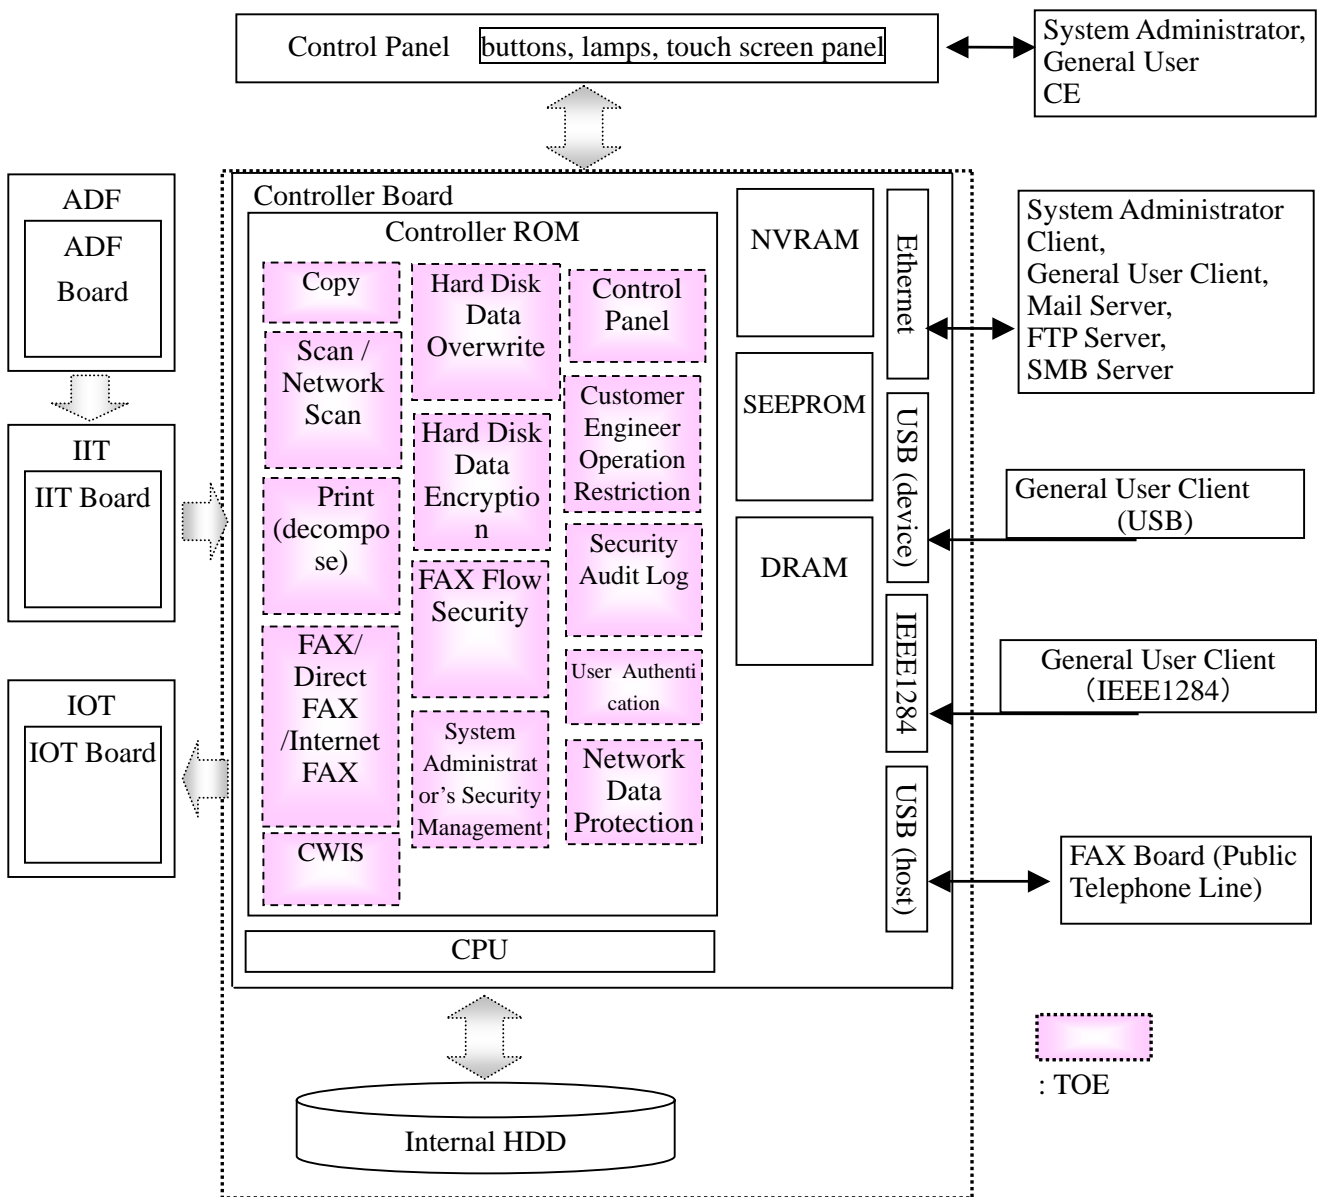 Control Panel buttons, lamps, touch screen panel
System Administrator,
General User
CE
ADF
ADF
Board
IIT
IIT Board
IOT
IOT Board
Controller Board
Controller ROM
Copy
Scan /
Network
Scan
Print
(decompo
se)
FAX/
Direct
FAX
/Internet
FAX
CWIS
Hard Disk
Data
Overwrite
Hard Disk
Data
Encryptio
n
FAX Flow
Security
System
Administrat
or's Security
Management
Control
Panel
Customer
Engineer
Operation
Restriction
Security
Audit Log
User Authenti
cation
Network
Data
Protection
CPU
NVRAM
SEEPROM
DRAM
Ethernet
USB (device)
IEEE1284
USB (host)
System Administrator
Client,
General User Client,
Mail Server,
FTP Server,
SMB Server
General User Client
(USB)
General User Client
（IEEE1284）
FAX Board (Public
Telephone Line)
Internal HDD
: TOE